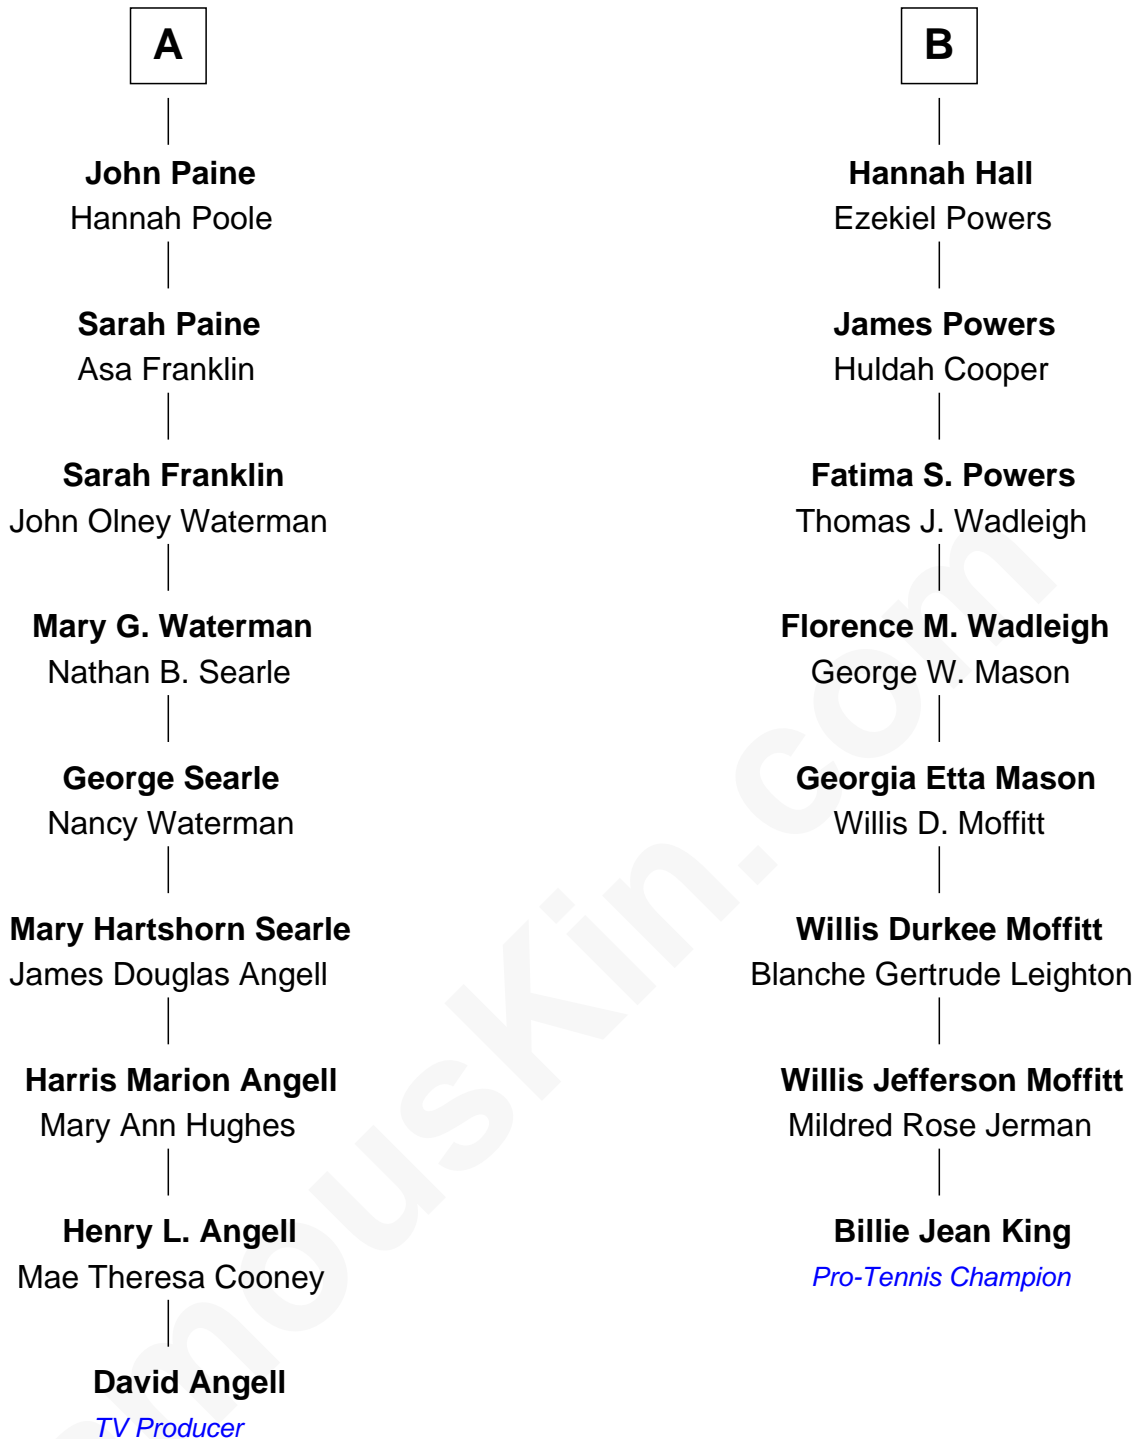 A
John Paine
Hannah Poole
Sarah Paine
Asa Franklin
Sarah Franklin
John Olney Waterman
Mary G. Waterman
Nathan B. Searle
George Searle
Nancy Waterman
Mary Hartshorn Searle
James Douglas Angell
Harris Marion Angell
Mary Ann Hughes
Henry L. Angell
Mae Theresa Cooney
David Angell
TV Producer
B
Hannah Hall
Ezekiel Powers
James Powers
Huldah Cooper
Fatima S. Powers
Thomas J. Wadleigh
Florence M. Wadleigh
George W. Mason
Georgia Etta Mason
Willis D. Moffitt
Willis Durkee Moffitt
Blanche Gertrude Leighton
Willis Jefferson Moffitt
Mildred Rose Jerman
Billie Jean King
Pro-Tennis Champion
mousKin.com